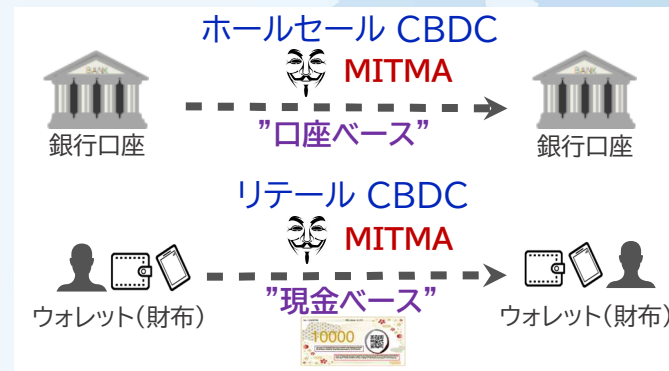 ホールセール CBDC
MITMA
BANK
BANK
”口座ベース”
銀行口座
銀行口座
リテール CBDC
MITMA
”現金ベース”
ウォレット(財布)
ウォレット(財布)
10000